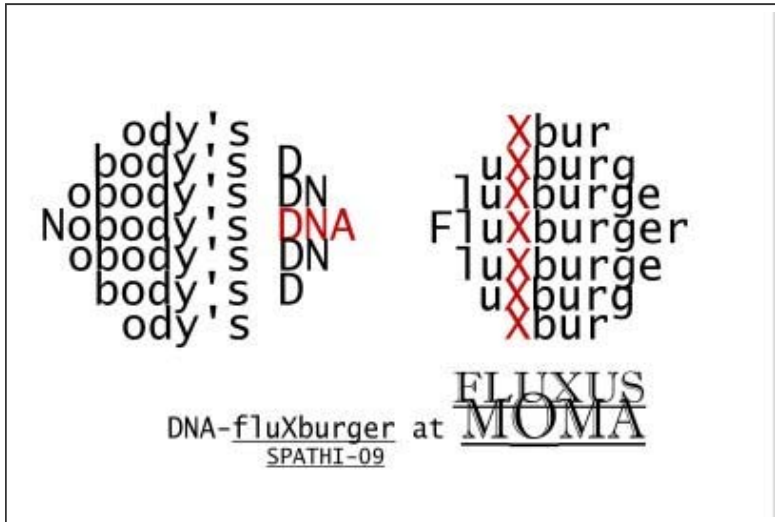 ody's Xbur
body's D uXburg
obody's DN luXburge
Nobody's DNA FluXburger
obody's DN luXburge
body's D uXburg
ody's Xbur
FLUXUS
DNA-fluXburger at MOMA
SPATHI-09